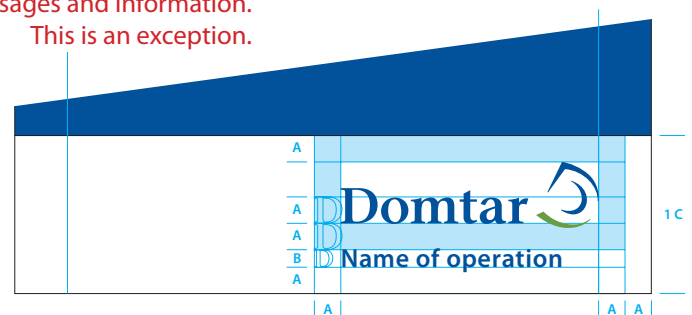 sages and information.
This is an exception.
A
A
D
Domtar
A
D
B
D
Name of operation
A
1 C
A
A
A